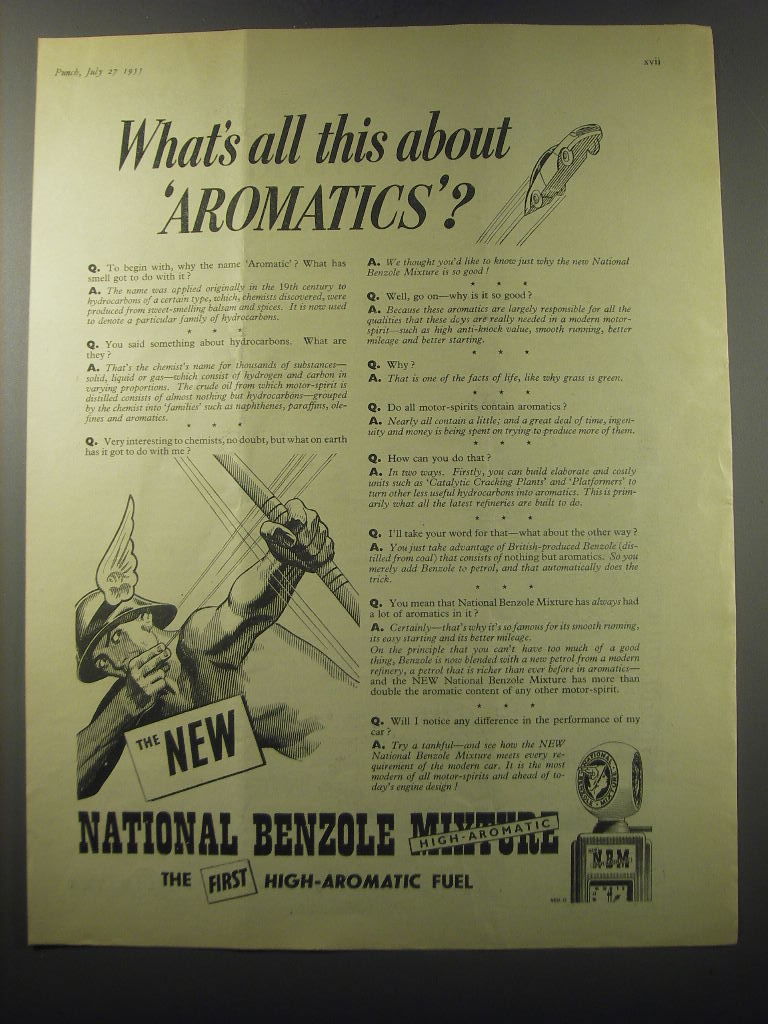 Punch, July 27 1955
xvii
What's all this about
'AROMATICS'?
Q. To begin with, why the name 'Aromatic'? What has
smell got to do with it?
A. The name was applied originally in the 19th century to
hydrocarbons of a certain type, which, chemists discovered, were
produced from sweet-smelling balsam and spices. It is now used
to denote a particular family of hydrocarbons.
* * *
Q. You said something about hydrocarbons. What are
they?
A. That's the chemist's name for thousands of substances—
solid, liquid or gas—which consist of hydrogen and carbon in
varying proportions. The crude oil from which motor-spirit is
distilled consists of almost nothing but hydrocarbons—grouped
by the chemist into 'families' such as naphthenes, paraffins, ole-
fines and aromatics.
* * *
Q. Very interesting to chemists, no doubt, but what on earth
has it got to do with me?
A. We thought you'd like to know just why the new National
Benzole Mixture is so good!
* * *
Q. Well, go on—why is it so good?
A. Because these aromatics are largely responsible for all the
qualities that these days are really needed in a modern motor-
spirit—such as high anti-knock value, smooth running, better
mileage and better starting.
* * *
Q. Why?
A. That is one of the facts of life, like why grass is green.
* * *
Q. Do all motor-spirits contain aromatics?
A. Nearly all contain a little; and a great deal of time, ingen-
uity and money is being spent on trying to produce more of them.
* * *
Q. How can you do that?
A. In two ways. Firstly, you can build elaborate and costly
units such as 'Catalytic Cracking Plants' and 'Platformers' to
turn other less useful hydrocarbons into aromatics. This is prim-
arily what all the latest refineries are built to do.
* * *
Q. I'll take your word for that—what about the other way?
A. You just take advantage of British-produced Benzole (dis-
tilled from coal) that consists of nothing but aromatics. So you
merely add Benzole to petrol, and that automatically does the
trick.
* * *
Q. You mean that National Benzole Mixture has always had
a lot of aromatics in it?
A. Certainly—that's why it's so famous for its smooth running,
its easy starting and its better mileage.
On the principle that you can't have too much of a good
thing, Benzole is now blended with a new petrol from a modern
refinery, a petrol that is richer than ever before in aromatics—
and the NEW National Benzole Mixture has more than
double the aromatic content of any other motor-spirit.
* * *
Q. Will I notice any difference in the performance of my
car?
A. Try a tankful—and see how the NEW
National Benzole Mixture meets every re-
quirement of the modern car. It is the most
modern of all motor-spirits and ahead of to-
day's engine design!
THE NEW
NATIONAL BENZOLE MIXTURE
HIGH-AROMATIC
THE FIRST HIGH-AROMATIC FUEL
NATIONAL
BENZOLE MIXTURE
N.B.M